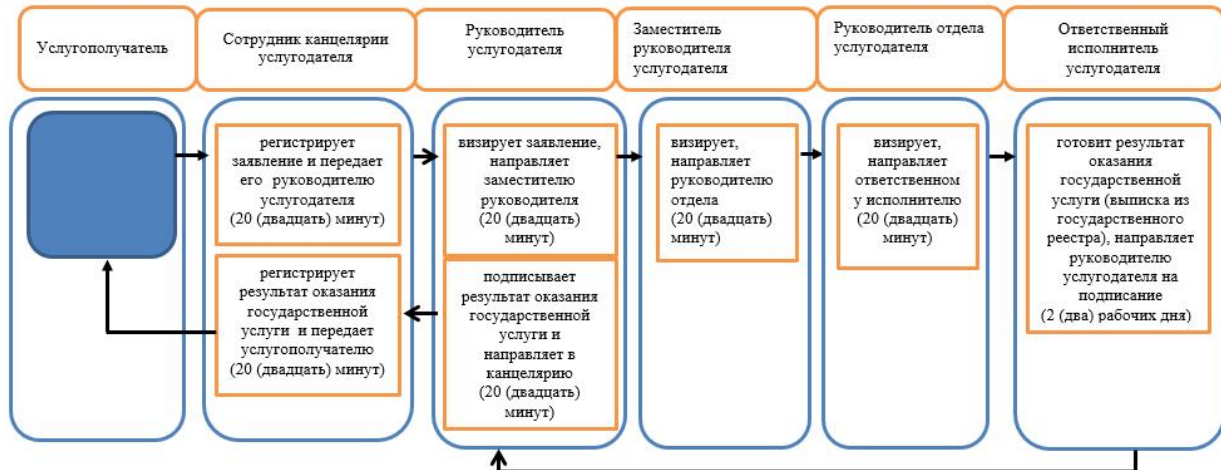 Услугополучатель
Сотрудник канцелярии
услугодателя
Руководитель
услугодателя
Заместитель
руководителя
услугодателя
Руководитель отдела
услугодателя
Ответственный
исполнитель
услугодателя
регистрирует
заявление и передает
его руководителю
услугодателя
(20 (двадцать) минут)
визирует заявление,
направляет
заместителю
руководителя
(20 (двадцать)
минут)
визирует,
направляет
руководителю
отдела
(20 (двадцать)
минут)
визирует,
направляет
ответственном
у исполнителю
(20 (двадцать)
минут)
готовит результат
оказания
государственной
услуги (выписка из
государственного
реестра), направляет
руководителю
услугодателя на
подписание
(2 (два) рабочих дня)
регистрирует
результат оказания
государственной
услуги и передает
услугополучателю
(20 (двадцать) минут)
подписывает
результат оказания
государственной
услуги и
направляет в
канцелярию
(20 (двадцать)
минут)